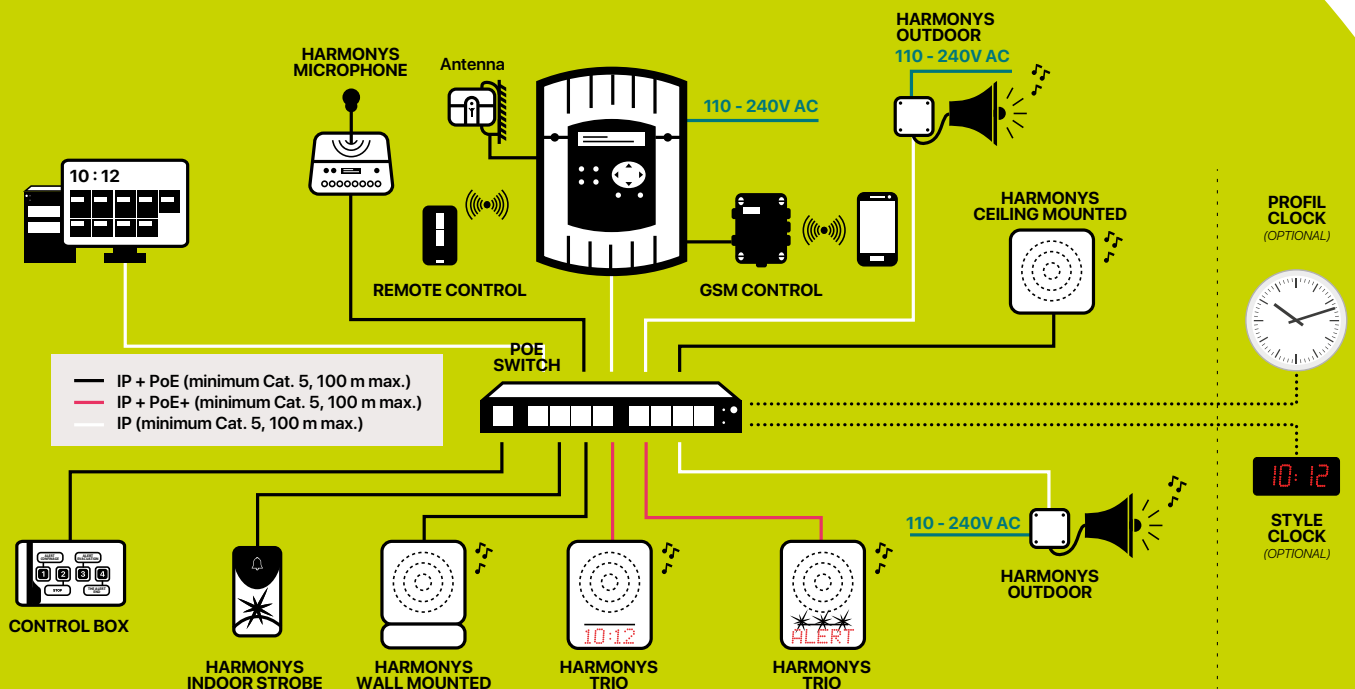 HARMONYS
OUTDOOR
110 - 240V AC
HARMONYS
MICROPHONE
Antenna
110 - 240V AC
10 : 12
HARMONYS
CEILING MOUNTED
PROFIL
CLOCK
(OPTIONAL)
REMOTE CONTROL
GSM CONTROL
POE
SWITCH
IP + PoE (minimum Cat. 5, 100 m max.)
IP + PoE+ (minimum Cat. 5, 100 m max.)
IP (minimum Cat. 5, 100 m max.)
10:12
STYLE
CLOCK
(OPTIONAL)
110 - 240V AC
HARMONYS
OUTDOOR
1 2 3 4
STOP
CONTROL BOX
10:12
ALERT
HARMONYS
INDOOR STROBE
HARMONYS
WALL MOUNTED
HARMONYS
TRIO
HARMONYS
TRIO